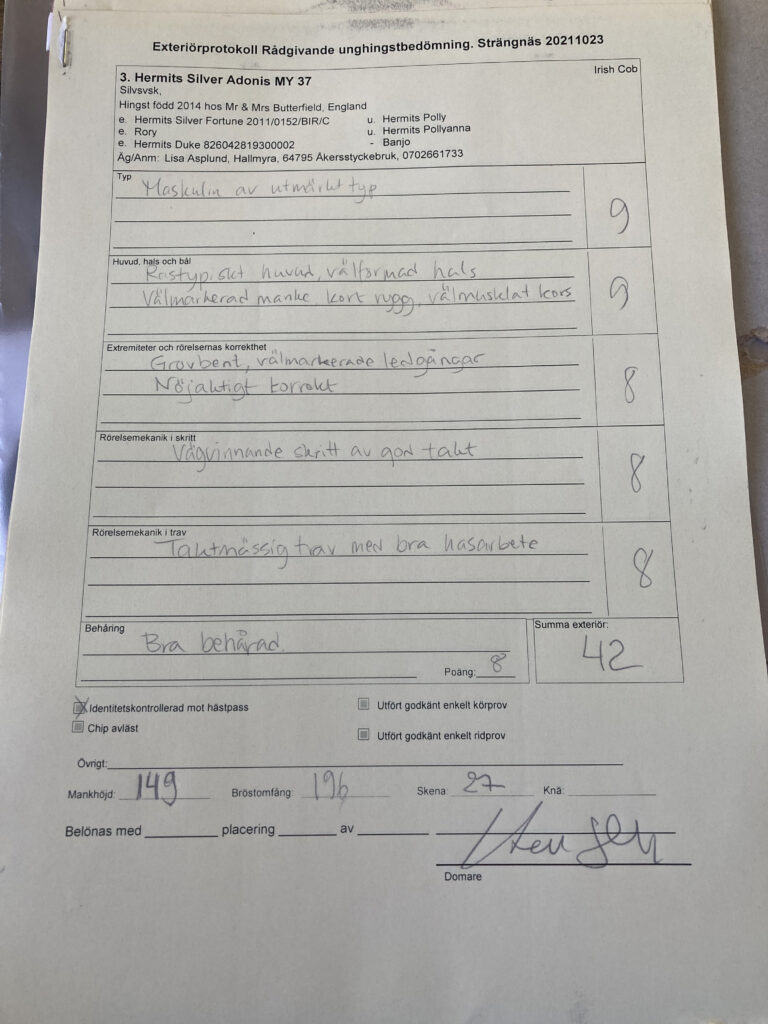 Exteriörprotokoll Rådgivande unghingstbedömning. Strängnäs 20211023
3. Hermits Silver Adonis MY 37 Irish Cob
Silvsvsk,
Hingst född 2014 hos Mr & Mrs Butterfield, England
e. Hermits Silver Fortune 2011/0152/BIR/C u. Hermits Polly
e. Rory u. Hermits Pollyanna
e. Hermits Duke 826042819300002 - Banjo
Äg/Anm: Lisa Asplund, Hallmyra, 64795 Åkersstyckebruk, 0702661733
Typ
Maskulin av utmärkt typ
9
Huvud, hals och bål
Rastypiskt huvud, välformad hals
Välmarkerad manke kort rygg, välmusklat kors
9
Extremiteter och rörelsernas korrekthet
Grovbent, välmarkerade ledgångar
Nöjaktigt korrekt
8
Rörelsemekanik i skritt
Vägvinnande skritt av god takt
8
Rörelsemekanik i trav
Taktmässig trav med bra hasarbete
8
Behåring
Bra behårad.
Poäng: 8
Summa exteriör:
42
Identitetskontrollerad mot hästpass Utfört godkänt enkelt körprov
Chip avläst Utfört godkänt enkelt ridprov
Övrigt:
Mankhöjd: 149 Bröstomfång: 196 Skena: 27 Knä:
Belönas med placering av
Domare